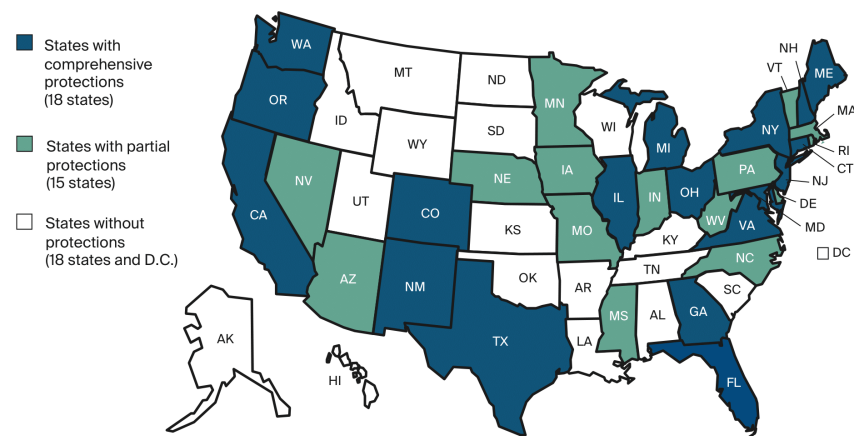 States with
comprehensive
protections
(18 states)
States with partial
protections
(15 states)
States without
protections
(18 states and D.C.)
WA
OR
CA
NV
ID
MT
WY
UT
AZ
CO
NM
ND
SD
NE
KS
OK
TX
MN
IA
MO
AR
LA
WI
IL
MI
IN
OH
KY
TN
MS
AL
GA
FL
SC
NC
VA
WV
PA
NY
VT
NH
ME
MA
RI
CT
NJ
DE
MD
DC
AK
HI